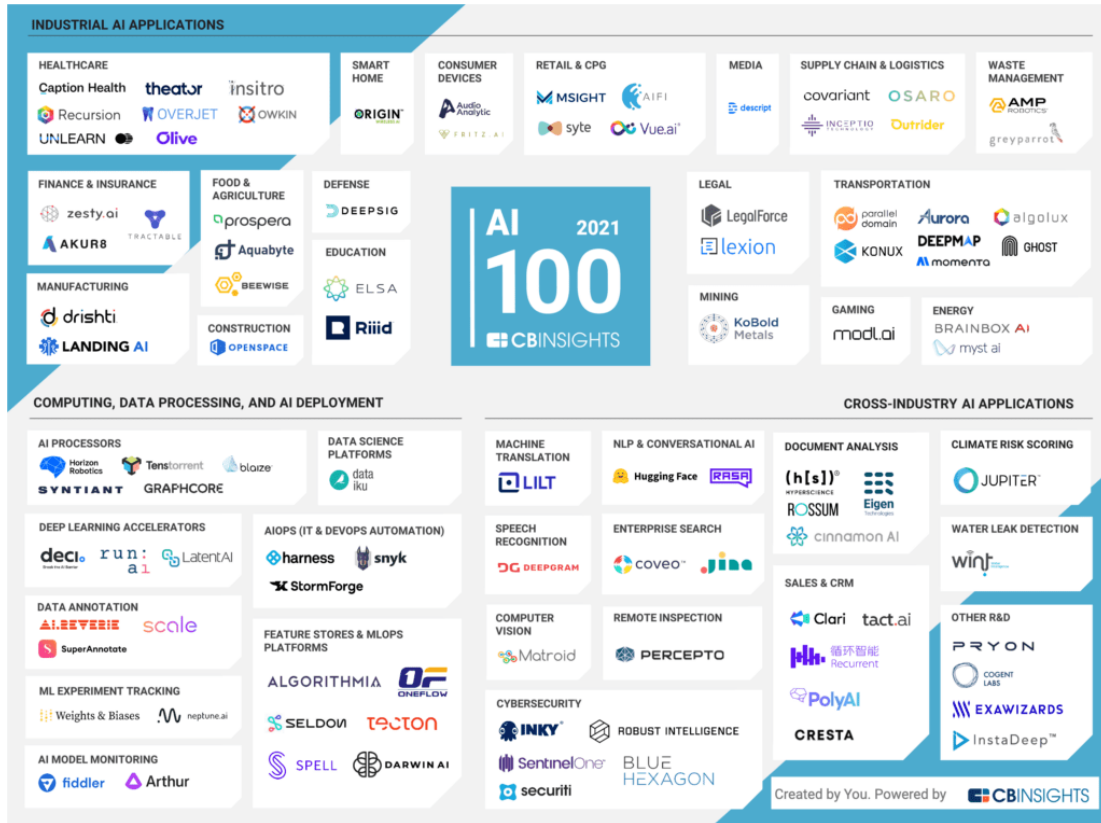 INDUSTRIAL AI APPLICATIONS
HEALTHCARE
Caption Health theator insitro
Recursion OVERJET OWKIN
UNLEARN Olive
SMART
HOME
ORIGIN
CONSUMER
DEVICES
Audio
Analytic
FRITZ.AI
RETAIL & CPG
MSIGHT AIFI
syte Vue.ai
MEDIA
descript
SUPPLY CHAIN & LOGISTICS
covariant OSARO
INCEPTIO
TECHNOLOGY
Outrider
WASTE
MANAGEMENT
AMP
ROBOTICS
greyparrot
FINANCE & INSURANCE
zesty.ai
TRACTABLE
AKUR8
FOOD &
AGRICULTURE
prospera
Aquabyte
BEEWISE
DEFENSE
DEEPSIG
EDUCATION
ELSA
Riiid
MANUFACTURING
drishti
LANDING AI
CONSTRUCTION
OPENSPACE
AI 2021
100
CBINSIGHTS
LEGAL
LegalForce
lexion
TRANSPORTATION
parallel
domain
Aurora algolux
KONUX DEEPMAP GHOST
momenta
MINING
KoBold
Metals
GAMING
modl.ai
ENERGY
BRAINBOX AI
myst ai
COMPUTING, DATA PROCESSING, AND AI DEPLOYMENT
AI PROCESSORS
Horizon
Robotics
Tenstorrent blaize
SYNTIANT GRAPHCORE
DATA SCIENCE
PLATFORMS
data
iku
DEEP LEARNING ACCELERATORS
deci.
run:
ai
LatentAI
AIOPS (IT & DEVOPS AUTOMATION)
harness snyk
StormForge
DATA ANNOTATION
AI.REVERIE scale
SuperAnnotate
FEATURE STORES & MLOPS
PLATFORMS
ALGORITHMIA OF
ONEFLOW
SELDON TECTON
SPELL DARWIN AI
ML EXPERIMENT TRACKING
Weights & Biases neptune.ai
AI MODEL MONITORING
fiddler Arthur
CROSS-INDUSTRY AI APPLICATIONS
MACHINE
TRANSLATION
LILT
NLP & CONVERSATIONAL AI
Hugging Face RASA
DOCUMENT ANALYSIS
(h[s])®
HYPERSCIENCE
ROSSUM
Eigen
Technologies
cinnamon AI
CLIMATE RISK SCORING
JUPITER™
SPEECH
RECOGNITION
DG DEEPGRAM
ENTERPRISE SEARCH
coveo™ Jina
WATER LEAK DETECTION
wint
COMPUTER
VISION
Matroid
REMOTE INSPECTION
PERCEPTO
SALES & CRM
Clari tact.ai
循环智能
Recurrent
PolyAI
CRESTA
OTHER R&D
PRYON
COGENT
LABS
EXAWIZARDS
InstaDeep™
CYBERSECURITY
INKY® ROBUST INTELLIGENCE
SentinelOne
BLUE
HEXAGON
securiti
Created by You. Powered by CBINSIGHTS